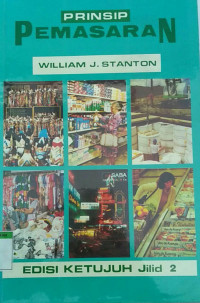 PRINSIP
PEMASARAN
WILLIAM J. STANTON
EDISI KETUJUH Jilid 2